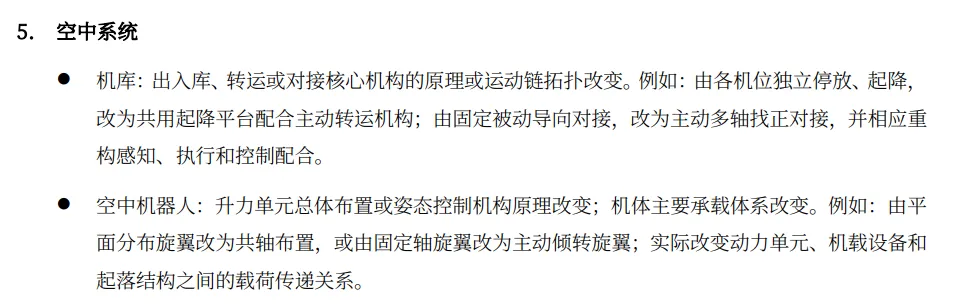 5. 空中系统
● 机库：出入库、转运或对接核心机构的原理或运动链拓扑改变。例如：由各机位独立停放、起降，
改为共用起降平台配合主动转运机构；由固定被动导向对接，改为主动多轴找正对接，并相应重
构感知、执行和控制配合。
● 空中机器人：升力单元总体布置或姿态控制机构原理改变；机体主要承载体系改变。例如：由平
面分布旋翼改为共轴布置，或由固定轴旋翼改为主动倾转旋翼；实际改变动力单元、机载设备和
起落结构之间的载荷传递关系。